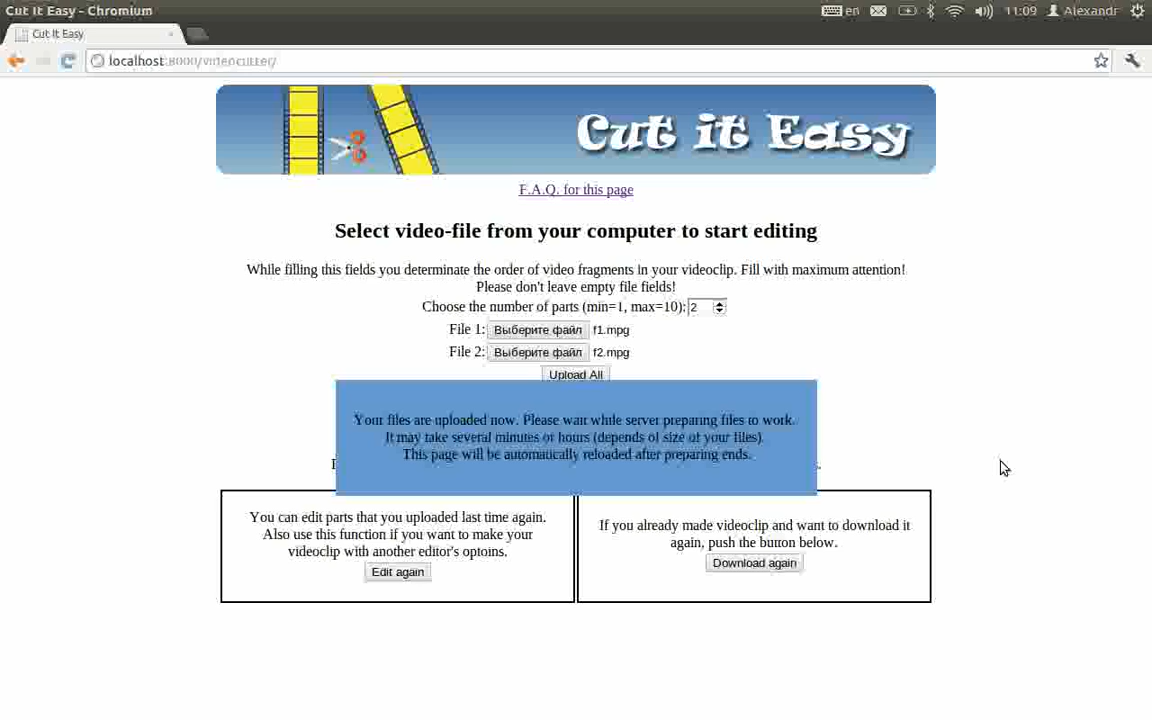 Cut It Easy - Chromium
en
11:09
Alexandr
Cut It Easy
localhost:8000/videocutter/
Cut it Easy
F.A.Q. for this page
Select video-file from your computer to start editing
While filling this fields you determinate the order of video fragments in your videoclip. Fill with maximum attention!
Please don't leave empty file fields!
Choose the number of parts (min=1, max=10): 2
File 1: Выберите файл f1.mpg
File 2: Выберите файл f2.mpg
Upload All
Your files are uploaded now. Please wait while server preparing files to work.
It may take several minutes or hours (depends of size of your files).
This page will be automatically reloaded after preparing ends.
You can edit parts that you uploaded last time again.
Also use this function if you want to make your
videoclip with another editor's optoins.
Edit again
If you already made videoclip and want to download it
again, push the button below.
Download again